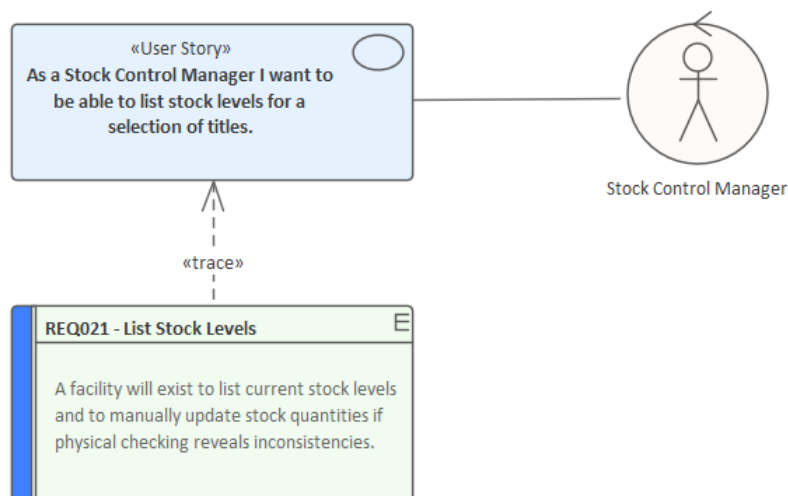 «User Story»
As a Stock Control Manager I want to
be able to list stock levels for a
selection of titles.
Stock Control Manager
«trace»
REQ021 - List Stock Levels
E
A facility will exist to list current stock levels
and to manually update stock quantities if
physical checking reveals inconsistencies.